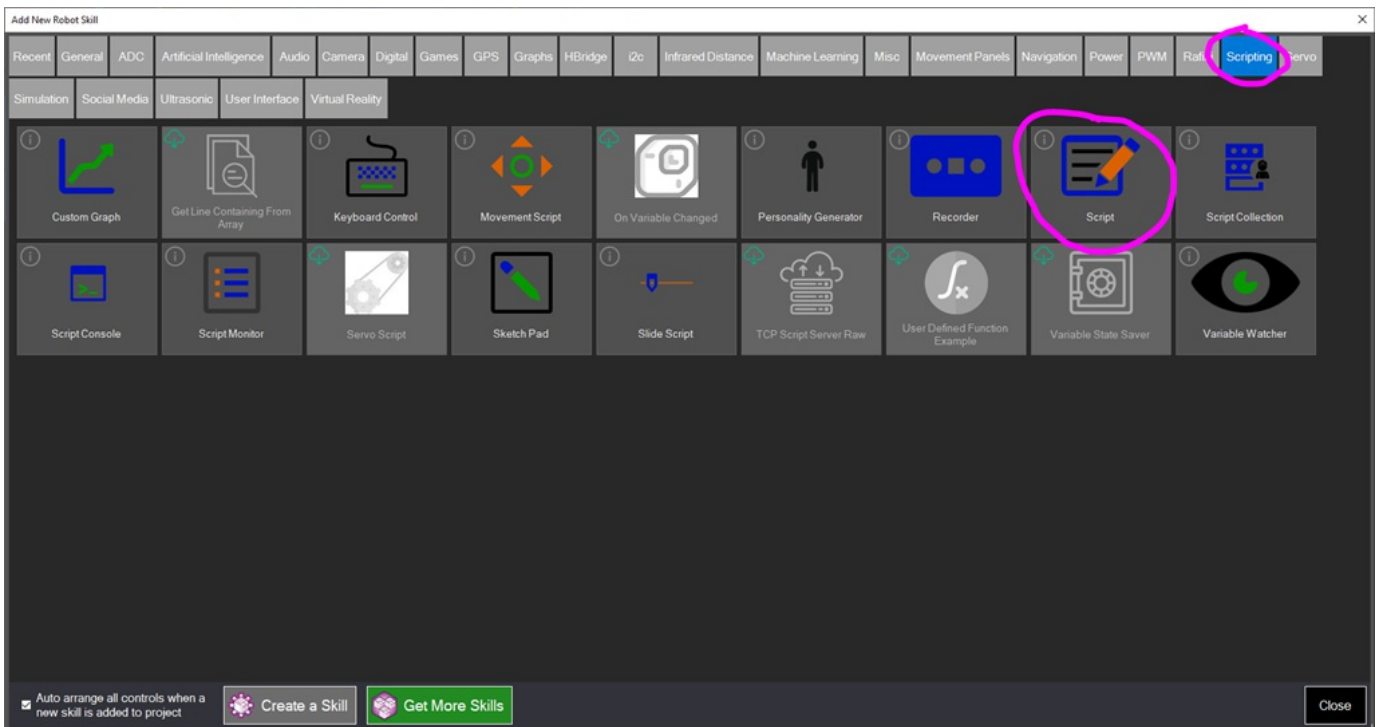 Add New Robot Skill
Recent General ADC Artificial Intelligence Audio Camera Digital Games GPS Graphs HBridge i2c Infrared Distance Machine Learning Misc Movement Panels Navigation Power PWM Scripting
Simulation Social Media Ultrasonic User Interface Virtual Reality
Custom Graph
Get Line Containing From
Array
Keyboard Control
Movement Script
On Variable Changed
Personality Generator
Recorder
Script
Script Collection
Script Console
Script Monitor
Servo Script
Sketch Pad
Slide Script
TCP Script Server Raw
User Defined Function
Example
Variable State Saver
Variable Watcher
Auto arrange all controls when a
new skill is added to project
Create a Skill
Get More Skills
Close